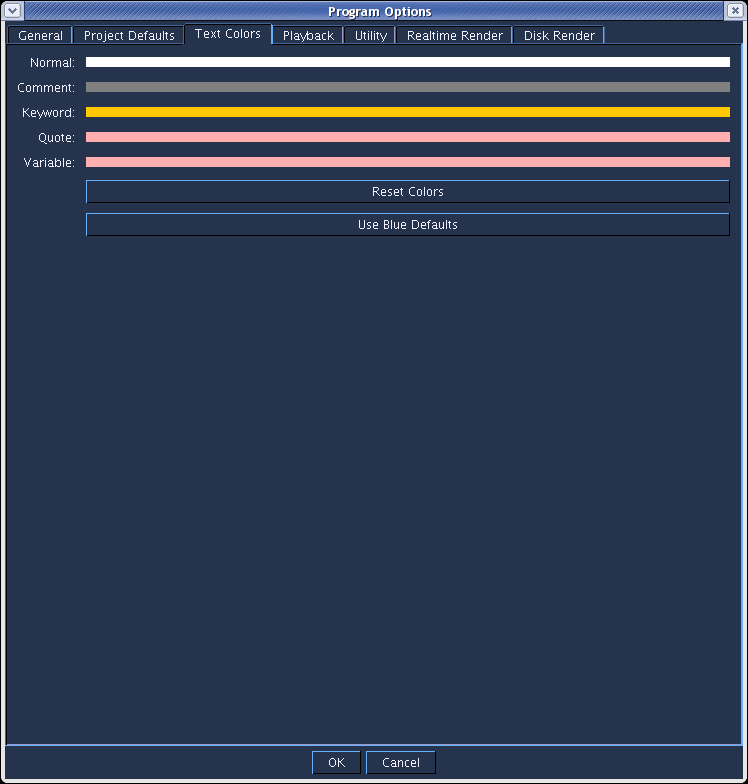 Program Options
General Project Defaults Text Colors Playback Utility Realtime Render Disk Render
Normal:
Comment:
Keyword:
Quote:
Variable:
Reset Colors
Use Blue Defaults
OK Cancel